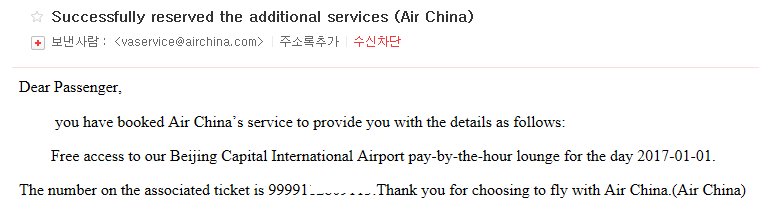 Successfully reserved the additional services (Air China)
보낸사람 : <vaservice@airchina.com> | 주소록추가 | 수신차단
Dear Passenger,
you have booked Air China's service to provide you with the details as follows:
Free access to our Beijing Capital International Airport pay-by-the-hour lounge for the day 2017-01-01.
The number on the associated ticket is .Thank you for choosing to fly with Air China.(Air China)